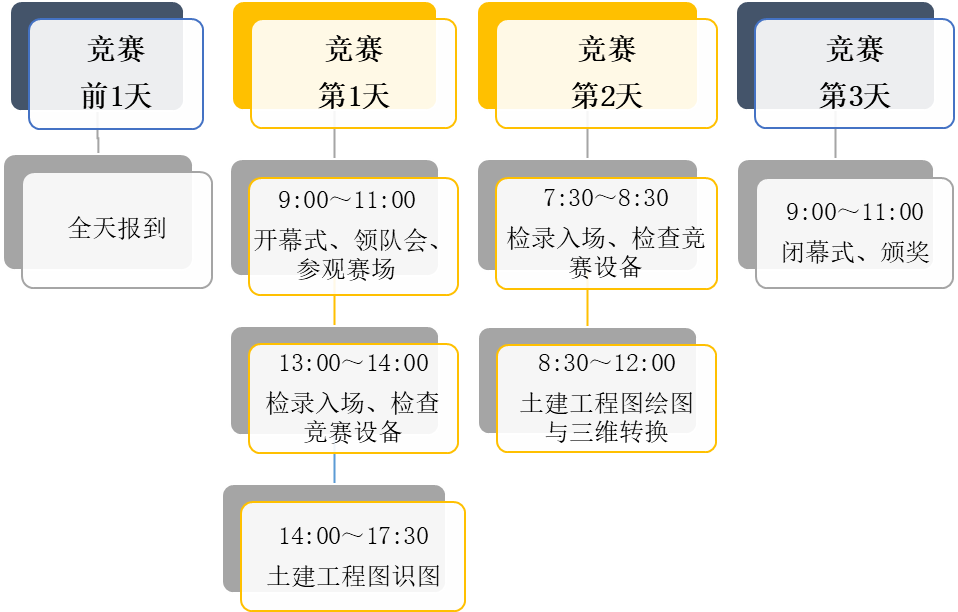 竞赛
前1天
全天报到
竞赛
第1天
9:00～11:00
开幕式、领队会、
参观赛场
13:00～14:00
检录入场、检查
竞赛设备
14:00～17:30
土建工程图识图
竞赛
第2天
7:30～8:30
检录入场、检查竞
赛设备
8:30～12:00
土建工程图绘图
与三维转换
竞赛
第3天
9:00～11:00
闭幕式、颁奖